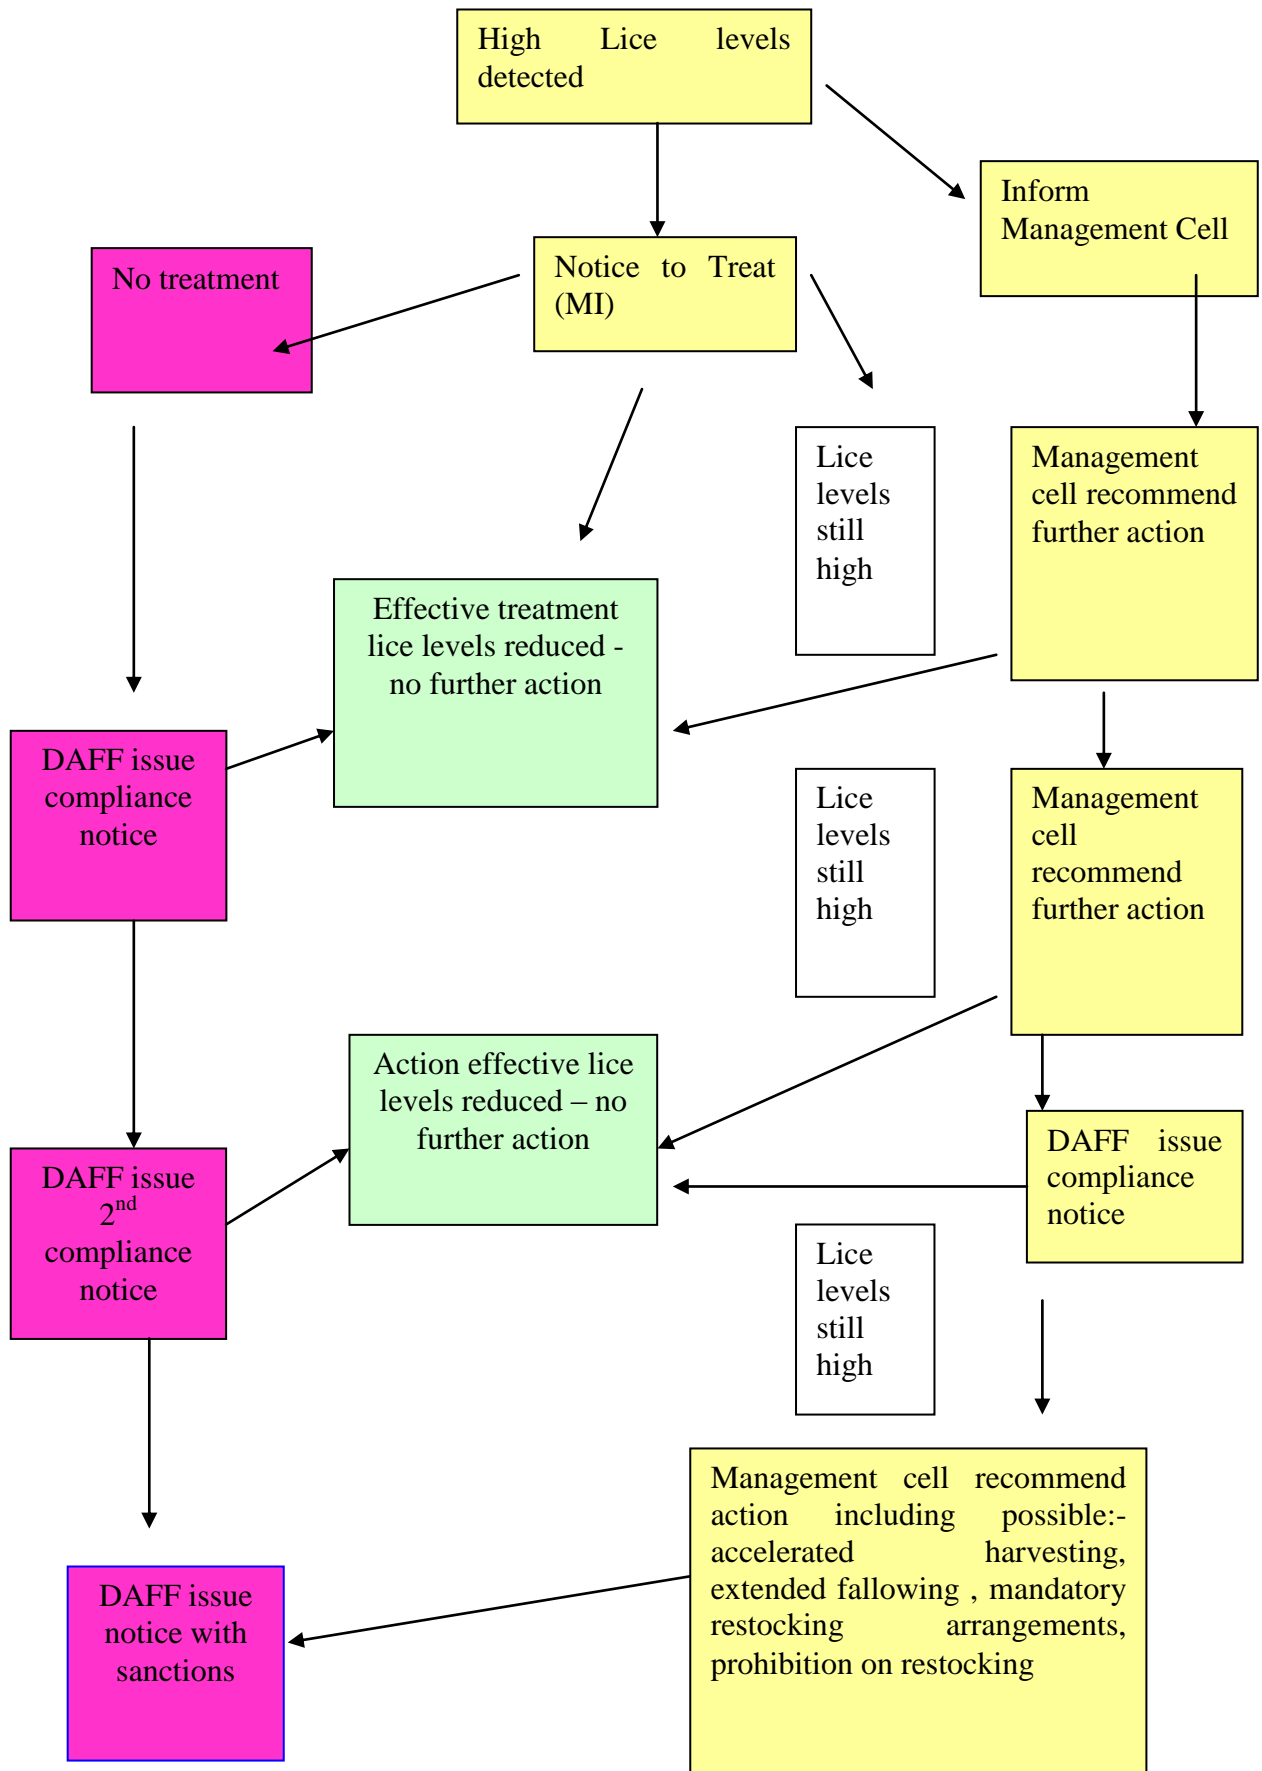 High Lice levels
detected
Inform
Management Cell
No treatment
Notice to Treat
(MI)
Lice
levels
still
high
Management
cell recommend
further action
Effective treatment
lice levels reduced -
no further action
DAFF issue
compliance
notice
Lice
levels
still
high
Management
cell
recommend
further action
Action effective lice
levels reduced – no
further action
DAFF issue
compliance
notice
DAFF issue
2nd
compliance
notice
Lice
levels
still
high
Management cell recommend
action including possible:-
accelerated harvesting,
extended fallowing , mandatory
restocking arrangements,
prohibition on restocking
DAFF issue
notice with
sanctions